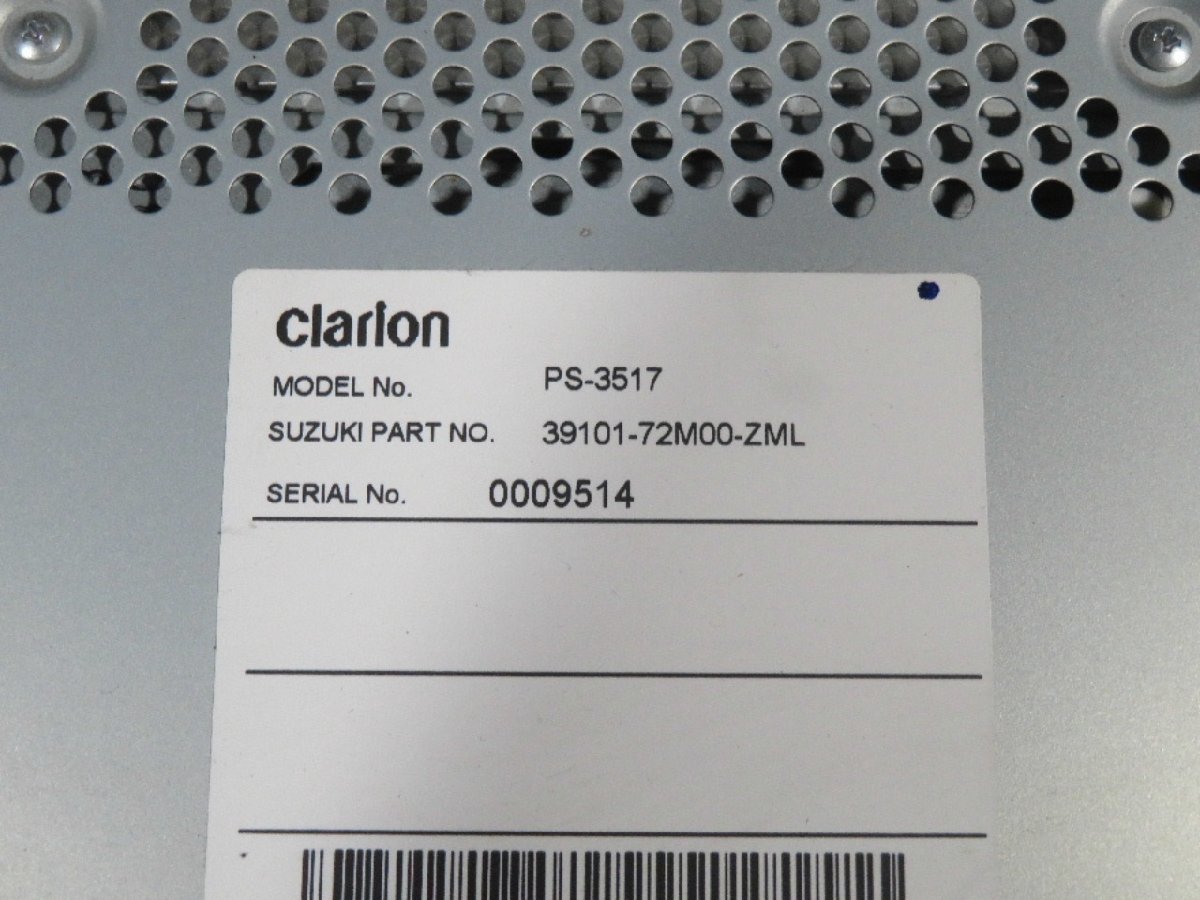 clarion
MODEL No. PS-3517
SUZUKI PART NO. 39101-72M00-ZML
SERIAL No. 0009514